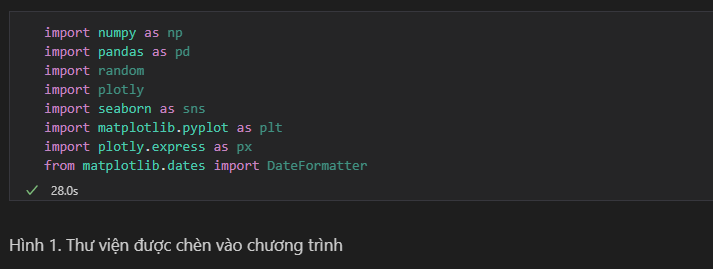 import numpy as np
import pandas as pd
import random
import plotly
import seaborn as sns
import matplotlib.pyplot as plt
import plotly.express as px
from matplotlib.dates import DateFormatter
28.0s
Hình 1. Thư viện được chèn vào chương trình